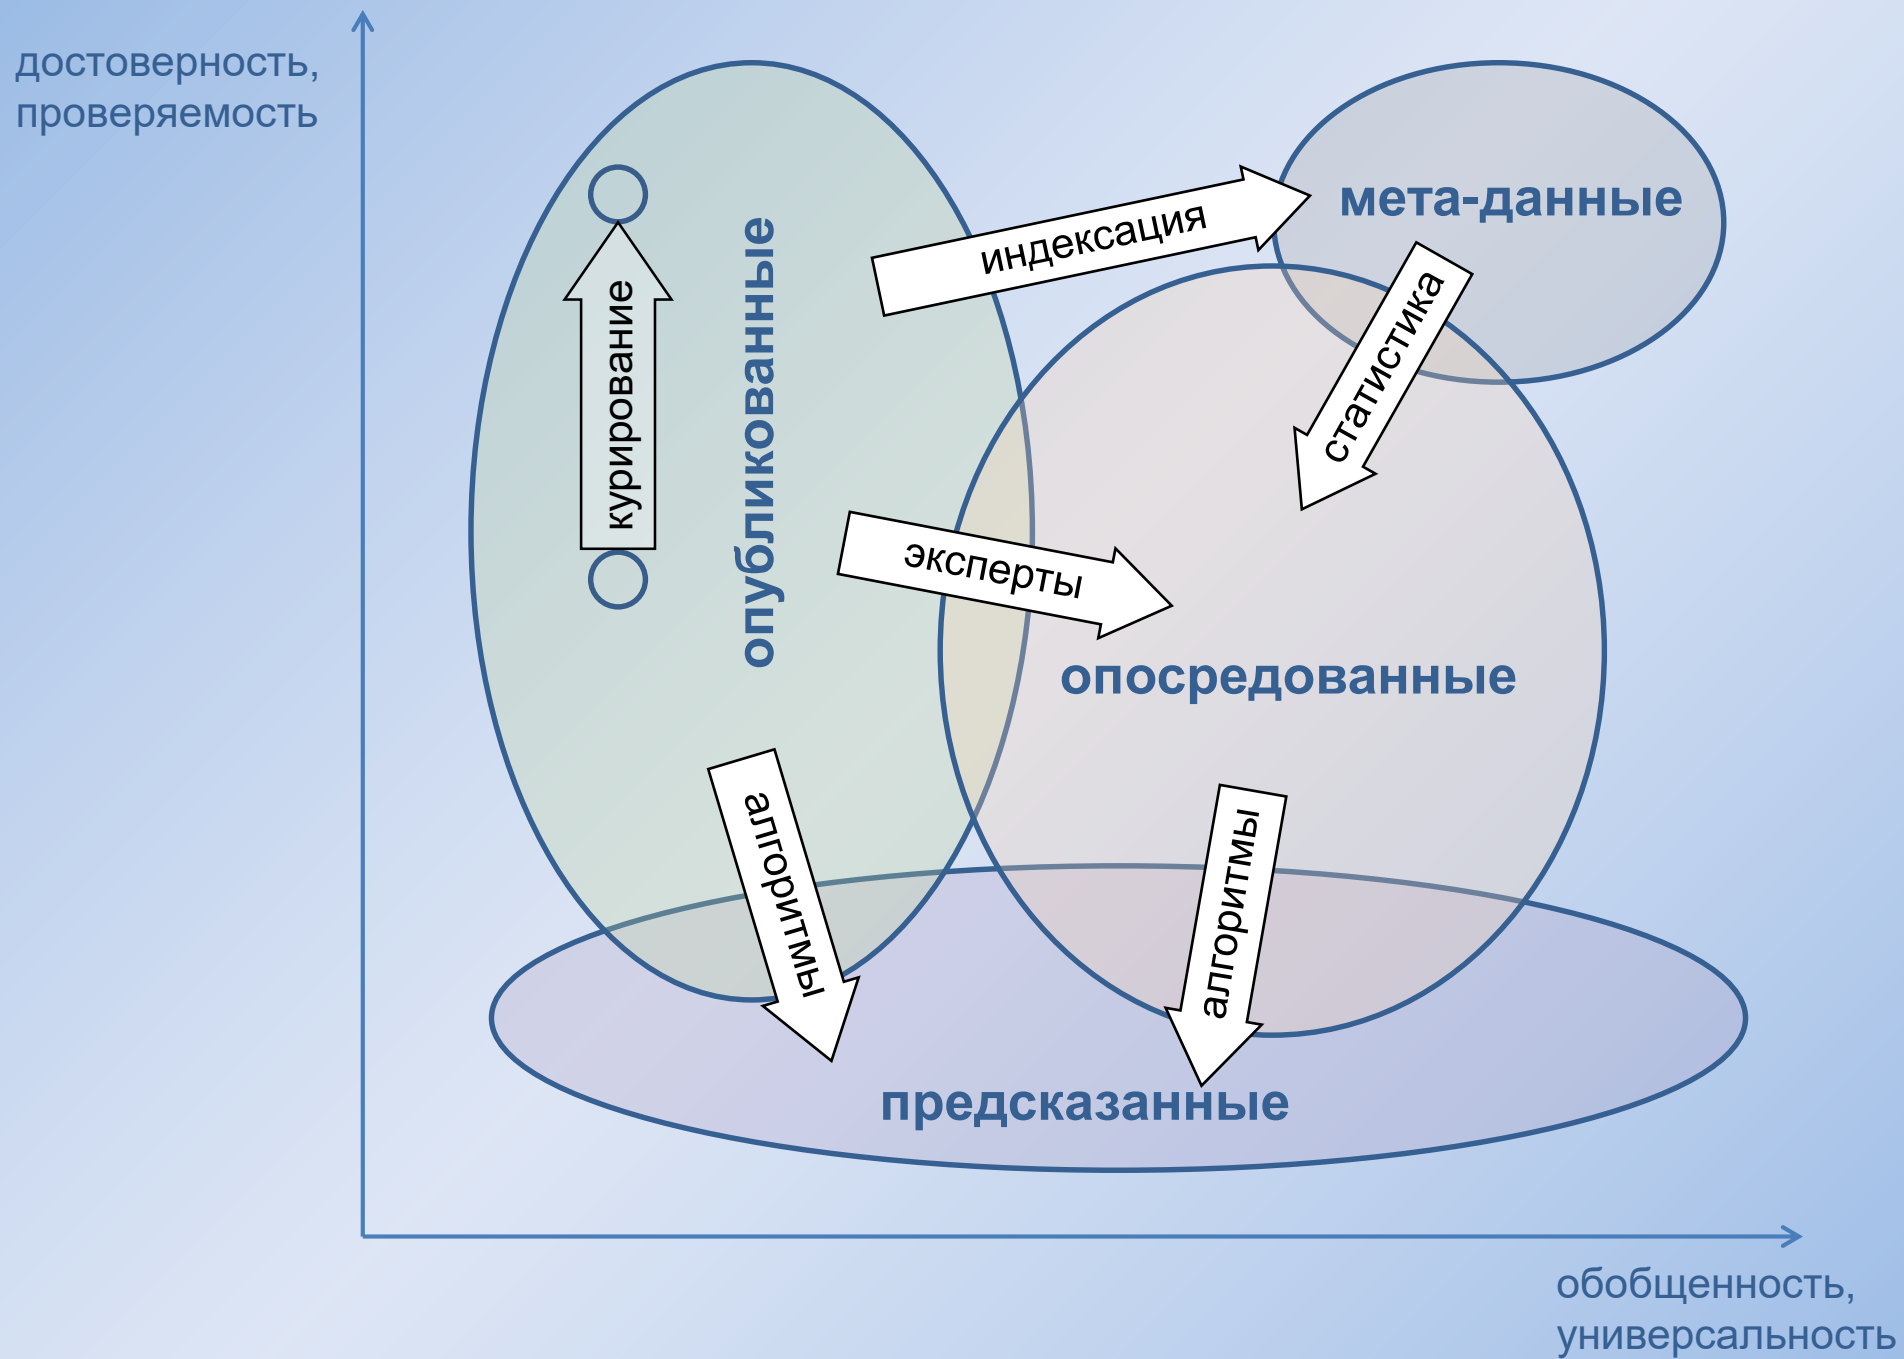 достоверность,
проверяемость
мета-данные
индексация
опубликованные
курирование
статистика
эксперты
опосредованные
алгоритмы
алгоритмы
предсказанные
обобщенность,
универсальность